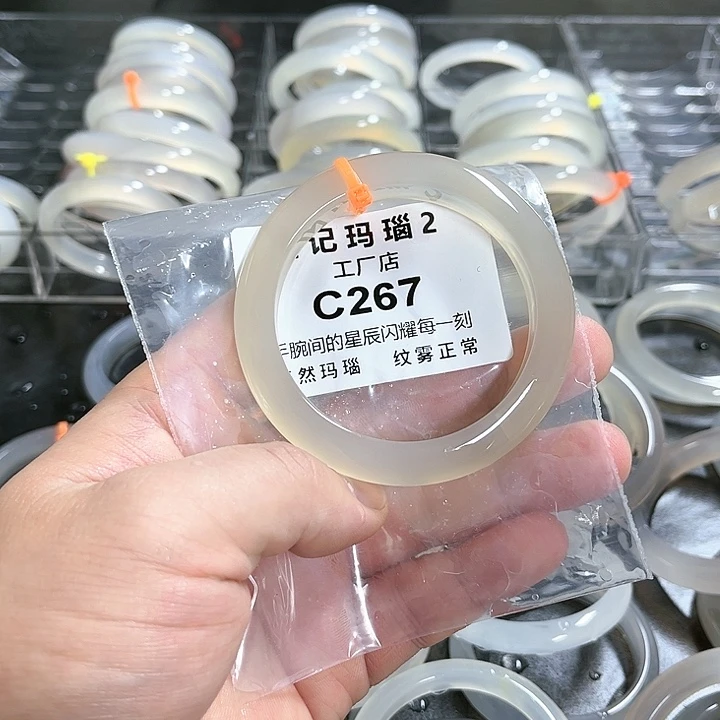 记玛瑙2
工厂店
C267
腕间的星辰闪耀每一刻
然玛瑙 纹雾正常